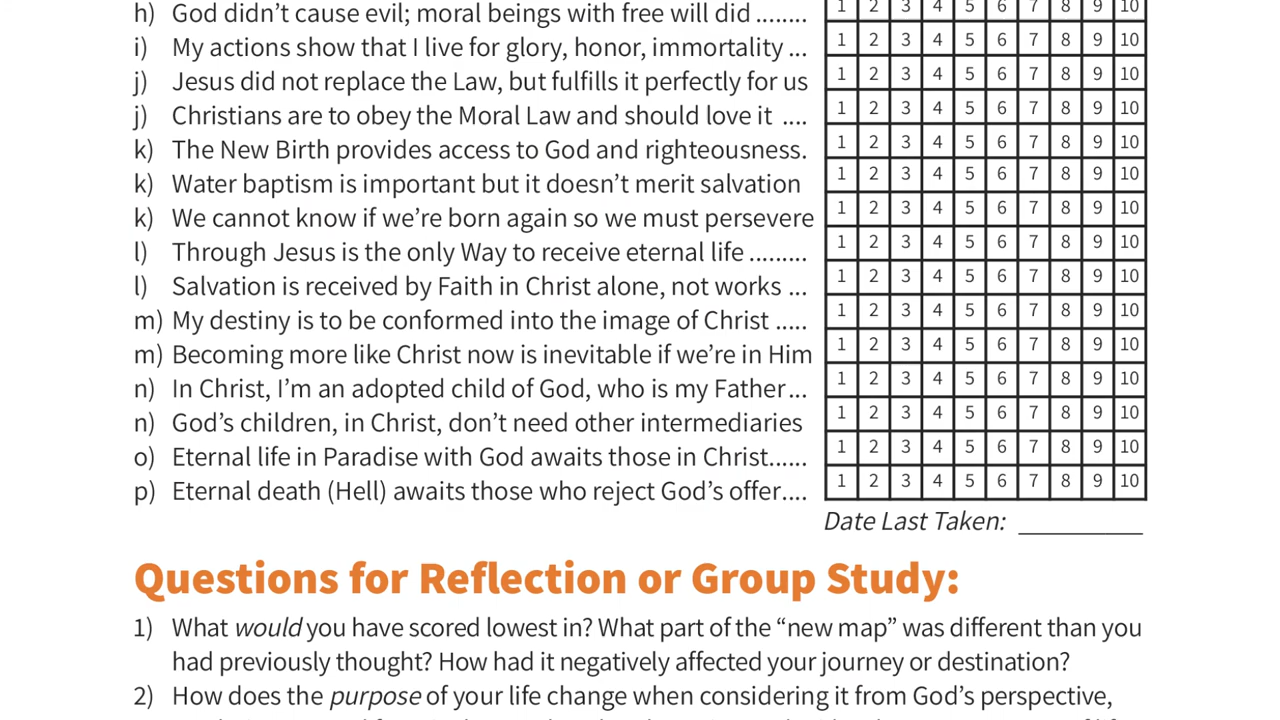 h) God didn’t cause evil; moral beings with free will did ........ 1 2 3 4 5 6 7 8 9 10
i) My actions show that I live for glory, honor, immortality ... 1 2 3 4 5 6 7 8 9 10
j) Jesus did not replace the Law, but fulfills it perfectly for us 1 2 3 4 5 6 7 8 9 10
j) Christians are to obey the Moral Law and should love it .... 1 2 3 4 5 6 7 8 9 10
k) The New Birth provides access to God and righteousness. 1 2 3 4 5 6 7 8 9 10
k) Water baptism is important but it doesn’t merit salvation 1 2 3 4 5 6 7 8 9 10
k) We cannot know if we’re born again so we must persevere 1 2 3 4 5 6 7 8 9 10
l) Through Jesus is the only Way to receive eternal life ......... 1 2 3 4 5 6 7 8 9 10
l) Salvation is received by Faith in Christ alone, not works ... 1 2 3 4 5 6 7 8 9 10
m) My destiny is to be conformed into the image of Christ ..... 1 2 3 4 5 6 7 8 9 10
m) Becoming more like Christ now is inevitable if we’re in Him 1 2 3 4 5 6 7 8 9 10
n) In Christ, I’m an adopted child of God, who is my Father... 1 2 3 4 5 6 7 8 9 10
n) God’s children, in Christ, don’t need other intermediaries 1 2 3 4 5 6 7 8 9 10
o) Eternal life in Paradise with God awaits those in Christ...... 1 2 3 4 5 6 7 8 9 10
p) Eternal death (Hell) awaits those who reject God’s offer.... 1 2 3 4 5 6 7 8 9 10
Date Last Taken: _________
Questions for Reflection or Group Study:
1) What would you have scored lowest in? What part of the “new map” was different than you
had previously thought? How had it negatively affected your journey or destination?
2) How does the purpose of your life change when considering it from God’s perspective,